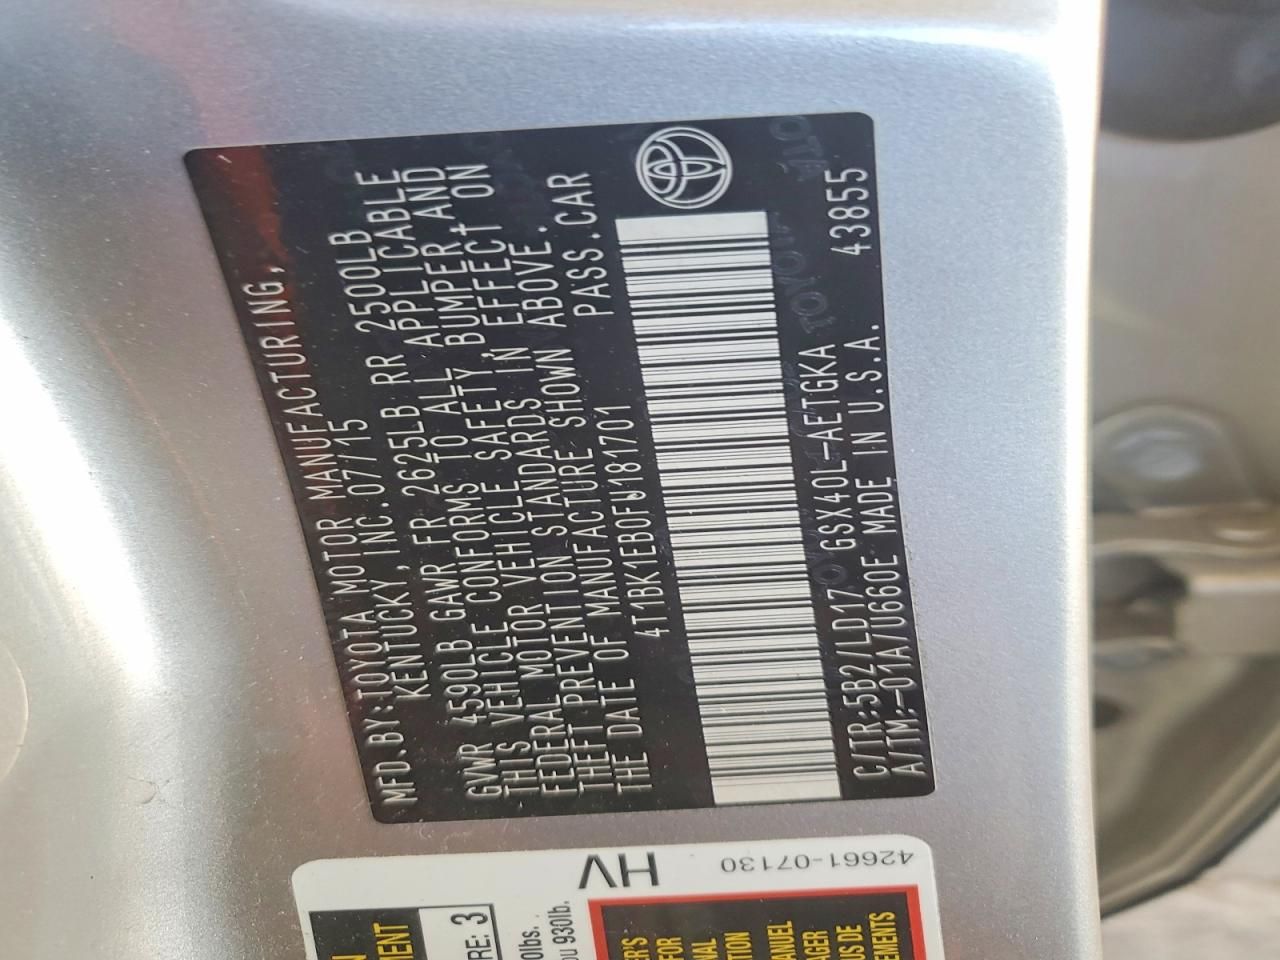 MFD.BY:TOYOTA MOTOR MANUFACTURING,
KENTUCKY,INC.07/15
GVWR 4590LB GAWR FR 2625LB RR 2500LB
THIS VEHICLE CONFORMS TO ALL APPLICABLE
FEDERAL MOTOR VEHICLE SAFETY,BUMPER,AND
THEFT PREVENTION STANDARDS IN EFFECT ON
THE DATE OF MANUFACTURE SHOWN ABOVE.
4T1BK1EB0FU181701 PASS.CAR
C/TR:5B2/LD17 GSX40L-AETGKA 43855
A/TM:-01A/U660E MADE IN U.S.A.
HV
42661-07130
RE: 3
930lb.